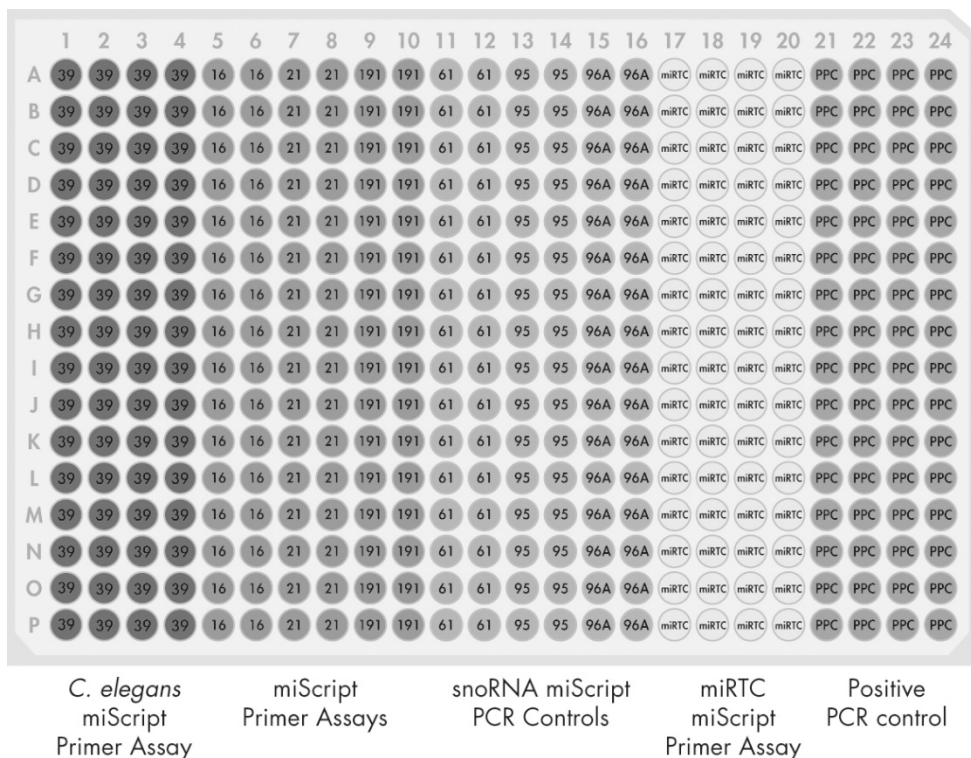 1 2 3 4 5 6 7 8 9 10 11 12 13 14 15 16 17 18 19 20 21 22 23 24
A 39 39 39 39 16 16 21 21 191 191 61 61 95 95 96A 96A miRTC miRTC miRTC miRTC PPC PPC PPC PPC
B 39 39 39 39 16 16 21 21 191 191 61 61 95 95 96A 96A miRTC miRTC miRTC miRTC PPC PPC PPC PPC
C 39 39 39 39 16 16 21 21 191 191 61 61 95 95 96A 96A miRTC miRTC miRTC miRTC PPC PPC PPC PPC
D 39 39 39 39 16 16 21 21 191 191 61 61 95 95 96A 96A miRTC miRTC miRTC miRTC PPC PPC PPC PPC
E 39 39 39 39 16 16 21 21 191 191 61 61 95 95 96A 96A miRTC miRTC miRTC miRTC PPC PPC PPC PPC
F 39 39 39 39 16 16 21 21 191 191 61 61 95 95 96A 96A miRTC miRTC miRTC miRTC PPC PPC PPC PPC
G 39 39 39 39 16 16 21 21 191 191 61 61 95 95 96A 96A miRTC miRTC miRTC miRTC PPC PPC PPC PPC
H 39 39 39 39 16 16 21 21 191 191 61 61 95 95 96A 96A miRTC miRTC miRTC miRTC PPC PPC PPC PPC
I 39 39 39 39 16 16 21 21 191 191 61 61 95 95 96A 96A miRTC miRTC miRTC miRTC PPC PPC PPC PPC
J 39 39 39 39 16 16 21 21 191 191 61 61 95 95 96A 96A miRTC miRTC miRTC miRTC PPC PPC PPC PPC
K 39 39 39 39 16 16 21 21 191 191 61 61 95 95 96A 96A miRTC miRTC miRTC miRTC PPC PPC PPC PPC
L 39 39 39 39 16 16 21 21 191 191 61 61 95 95 96A 96A miRTC miRTC miRTC miRTC PPC PPC PPC PPC
M 39 39 39 39 16 16 21 21 191 191 61 61 95 95 96A 96A miRTC miRTC miRTC miRTC PPC PPC PPC PPC
N 39 39 39 39 16 16 21 21 191 191 61 61 95 95 96A 96A miRTC miRTC miRTC miRTC PPC PPC PPC PPC
O 39 39 39 39 16 16 21 21 191 191 61 61 95 95 96A 96A miRTC miRTC miRTC miRTC PPC PPC PPC PPC
P 39 39 39 39 16 16 21 21 191 191 61 61 95 95 96A 96A miRTC miRTC miRTC miRTC PPC PPC PPC PPC
C. elegans
miScript
Primer Assay
miScript
Primer Assays
snoRNA miScript
PCR Controls
miRTC
miScript
Primer Assay
Positive
PCR control